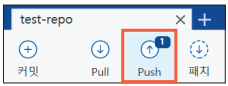 test-repo × +
1
커밋 Pull Push 패치